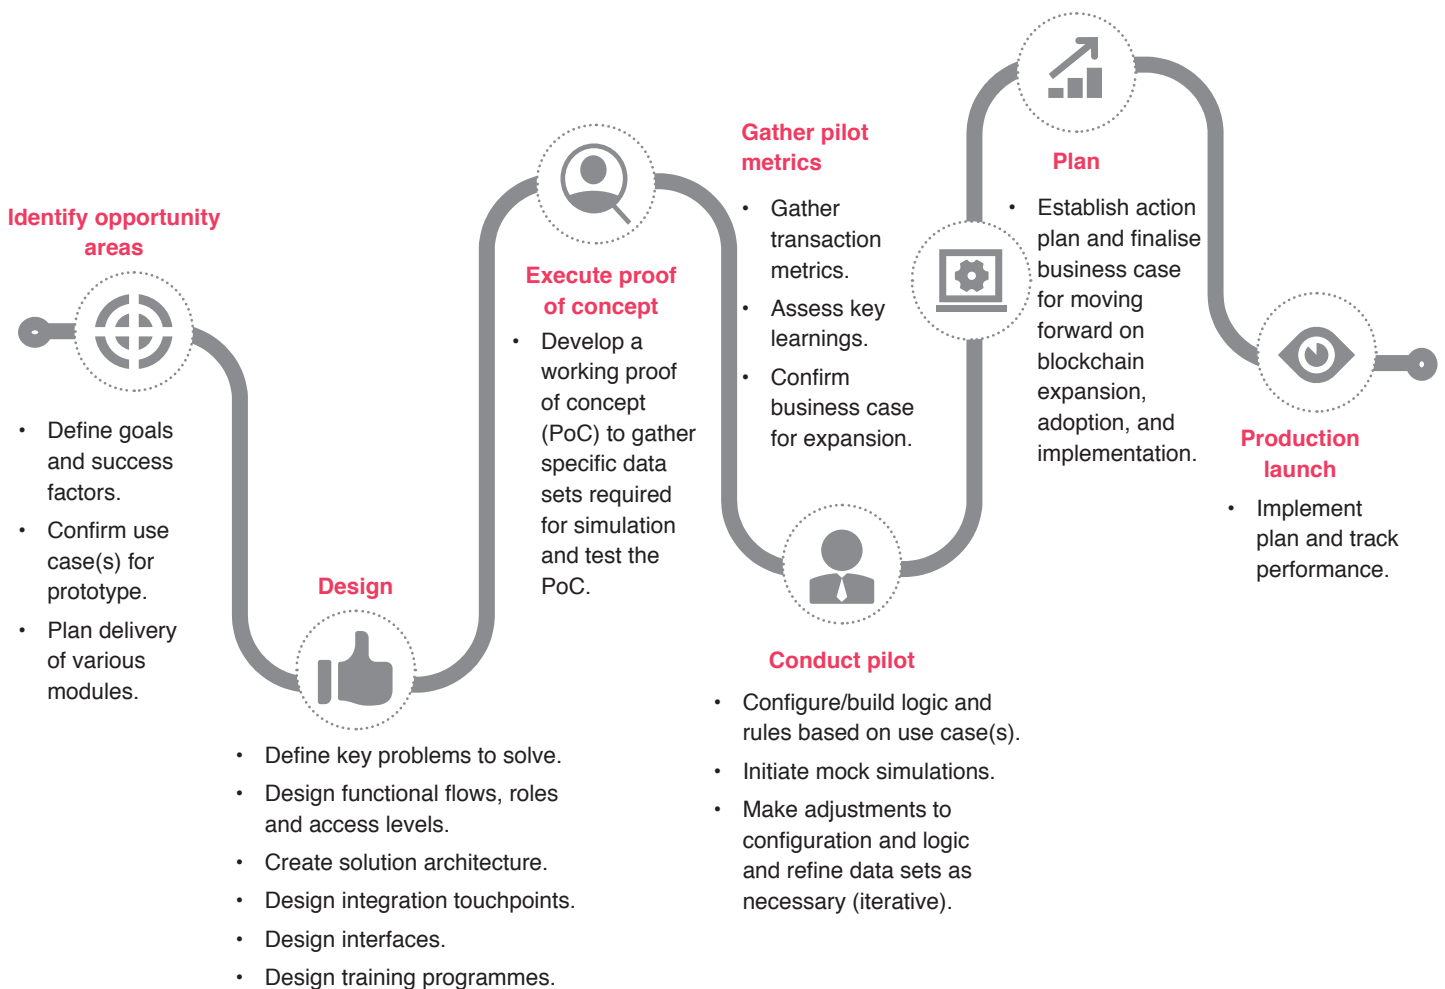 Identify opportunity
areas
• Define goals
and success
factors.
• Confirm use
case(s) for
prototype.
• Plan delivery
of various
modules.
Design
• Define key problems to solve.
• Design functional flows, roles
and access levels.
• Create solution architecture.
• Design integration touchpoints.
• Design interfaces.
• Design training programmes.
Execute proof
of concept
• Develop a
working proof
of concept
(PoC) to gather
specific data
sets required
for simulation
and test the
PoC.
Conduct pilot
• Configure/build logic and
rules based on use case(s).
• Initiate mock simulations.
• Make adjustments to
configuration and logic
and refine data sets as
necessary (iterative).
Gather pilot
metrics
• Gather
transaction
metrics.
• Assess key
learnings.
• Confirm
business case
for expansion.
Plan
• Establish action
plan and finalise
business case
for moving
forward on
blockchain
expansion,
adoption, and
implementation.
Production
launch
• Implement
plan and track
performance.